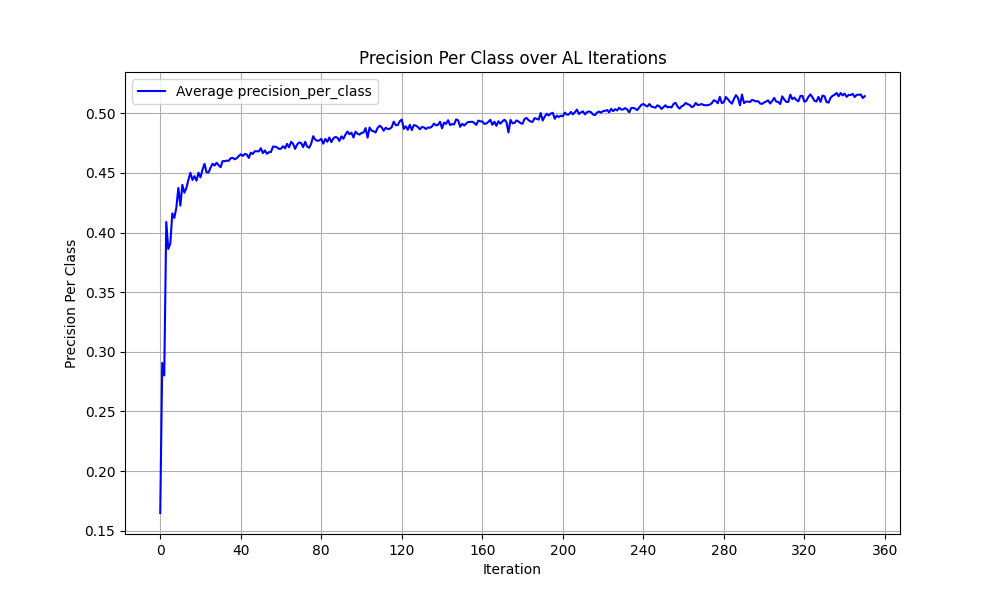 Precision Per Class over AL Iterations
Average precision_per_class
Precision Per Class
0.50
0.45
0.40
0.35
0.30
0.25
0.20
0.15
0 40 80 120 160 200 240 280 320 360
Iteration